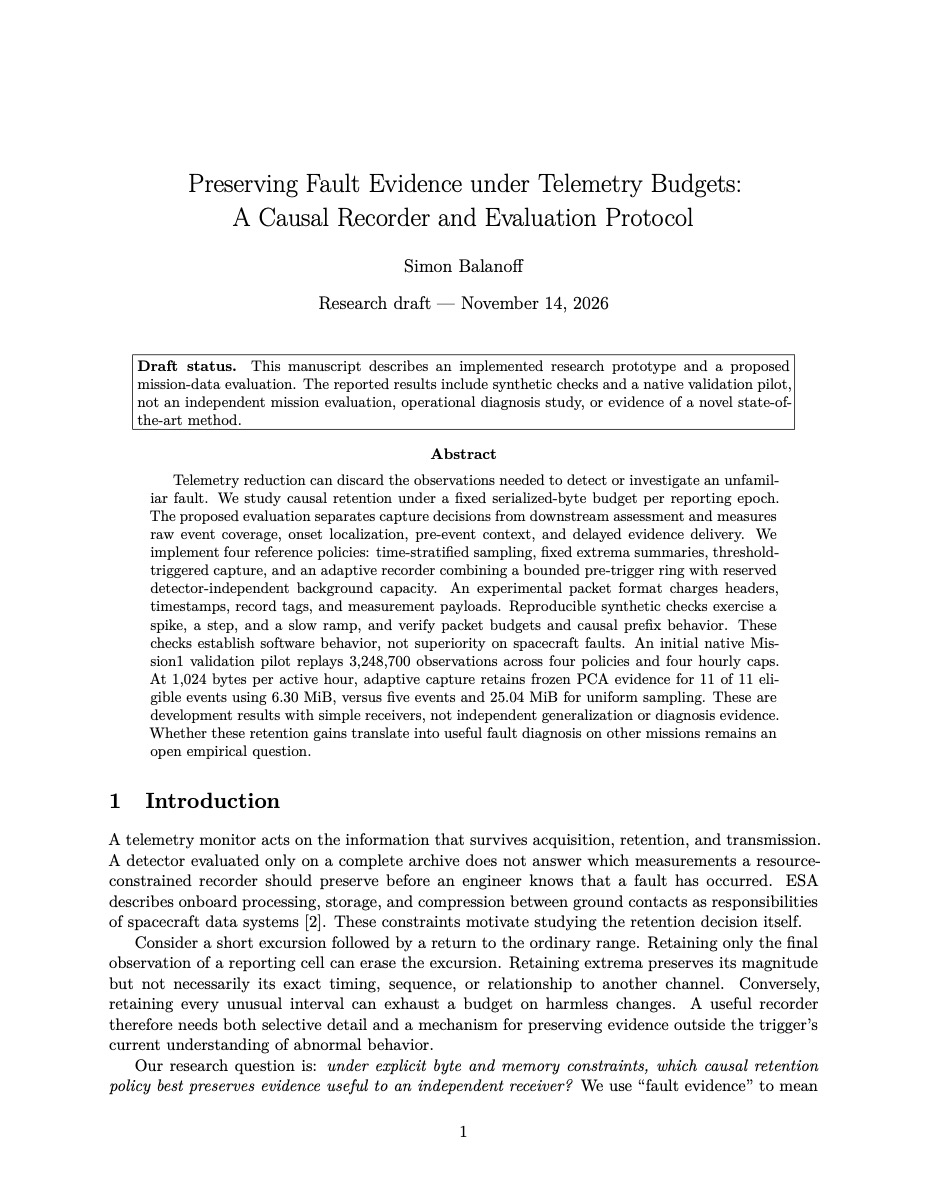 Preserving Fault Evidence under Telemetry Budgets:
A Causal Recorder and Evaluation Protocol
Simon Balanoff
Research draft — November 14, 2026
Draft status. This manuscript describes an implemented research prototype and a proposed
mission-data evaluation. The reported results include synthetic checks and a native validation pilot,
not an independent mission evaluation, operational diagnosis study, or evidence of a novel state-of-
the-art method.
Abstract
Telemetry reduction can discard the observations needed to detect or investigate an unfamil-
iar fault. We study causal retention under a fixed serialized-byte budget per reporting epoch.
The proposed evaluation separates capture decisions from downstream assessment and measures
raw event coverage, onset localization, pre-event context, and delayed evidence delivery. We
implement four reference policies: time-stratified sampling, fixed extrema summaries, threshold-
triggered capture, and an adaptive recorder combining a bounded pre-trigger ring with reserved
detector-independent background capacity. An experimental packet format charges headers,
timestamps, record tags, and measurement payloads. Reproducible synthetic checks exercise a
spike, a step, and a slow ramp, and verify packet budgets and causal prefix behavior. These
checks establish software behavior, not superiority on spacecraft faults. An initial native Mis-
sion1 validation pilot replays 3,248,700 observations across four policies and four hourly caps.
At 1,024 bytes per active hour, adaptive capture retains frozen PCA evidence for 11 of 11 eli-
gible events using 6.30 MiB, versus five events and 25.04 MiB for uniform sampling. These are
development results with simple receivers, not independent generalization or diagnosis evidence.
Whether these retention gains translate into useful fault diagnosis on other missions remains an
open empirical question.
1 Introduction
A telemetry monitor acts on the information that survives acquisition, retention, and transmission.
A detector evaluated only on a complete archive does not answer which measurements a resource-
constrained recorder should preserve before an engineer knows that a fault has occurred. ESA
describes onboard processing, storage, and compression between ground contacts as responsibilities
of spacecraft data systems [2]. These constraints motivate studying the retention decision itself.
Consider a short excursion followed by a return to the ordinary range. Retaining only the final
observation of a reporting cell can erase the excursion. Retaining extrema preserves its magnitude
but not necessarily its exact timing, sequence, or relationship to another channel. Conversely,
retaining every unusual interval can exhaust a budget on harmless changes. A useful recorder
therefore needs both selective detail and a mechanism for preserving evidence outside the trigger's
current understanding of abnormal behavior.
Our research question is: under explicit byte and memory constraints, which causal retention
policy best preserves evidence useful to an independent receiver? We use “fault evidence” to mean
1